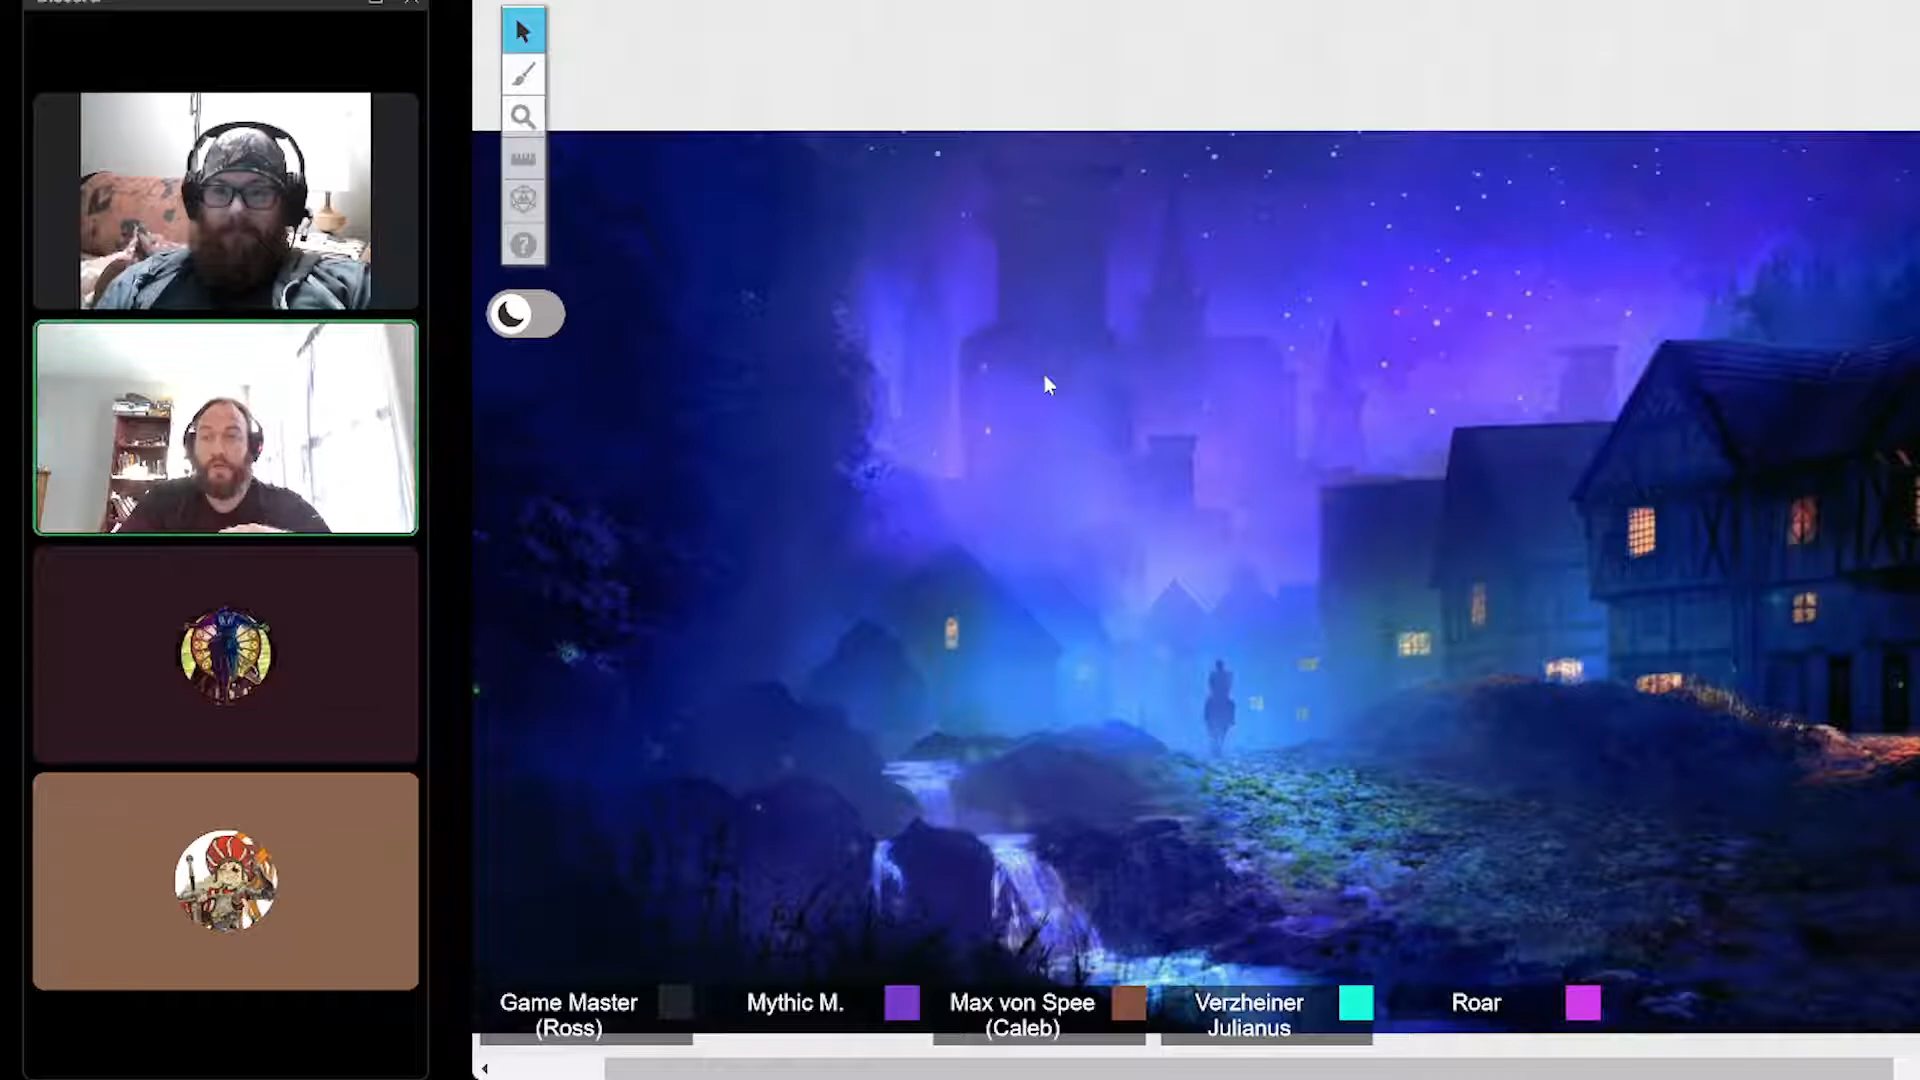 Game Master
(Ross)
Mythic M.
Max von Spee
(Caleb)
Verzheiner
Julianus
Roar